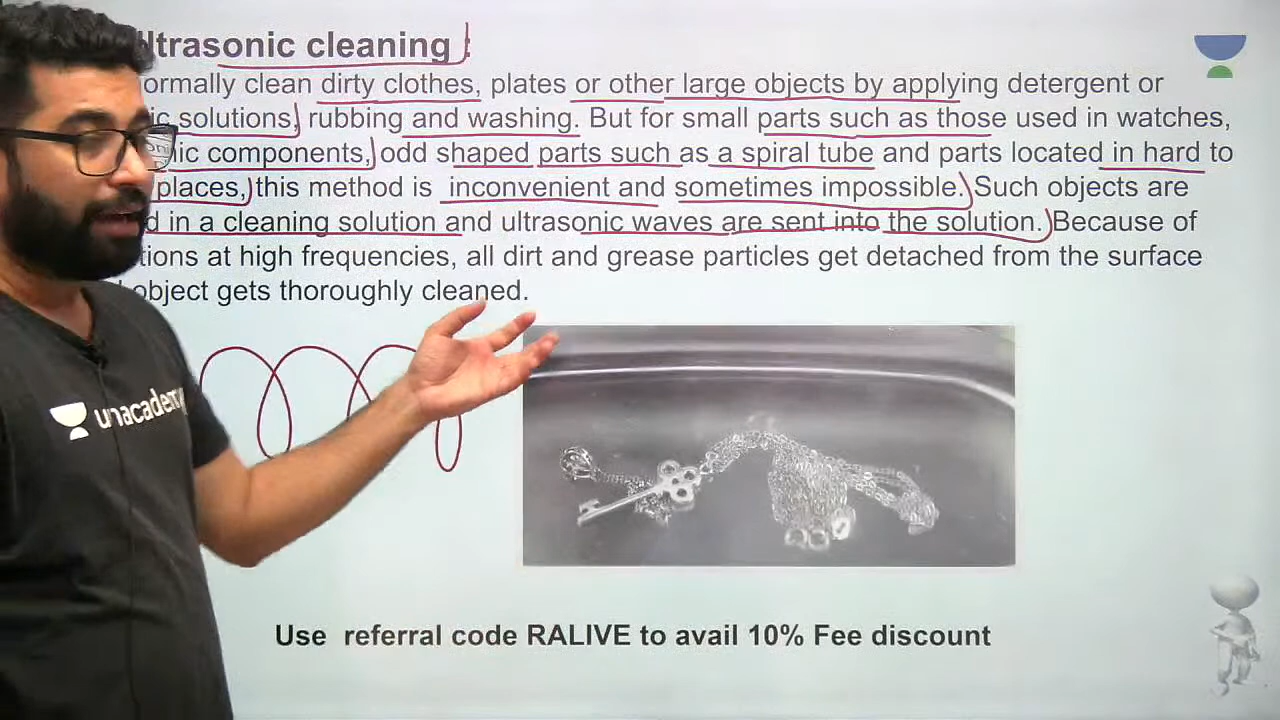 ltrasonic cleaning :
ormally clean dirty clothes, plates or other large objects by applying detergent or
ic solutions, rubbing and washing. But for small parts such as those used in watches,
ic components, odd shaped parts such as a spiral tube and parts located in hard to
places, this method is inconvenient and sometimes impossible. Such objects are
d in a cleaning solution and ultrasonic waves are sent into the solution. Because of
tions at high frequencies, all dirt and grease particles get detached from the surface
object gets thoroughly cleaned.
unacademy
Use referral code RALIVE to avail 10% Fee discount